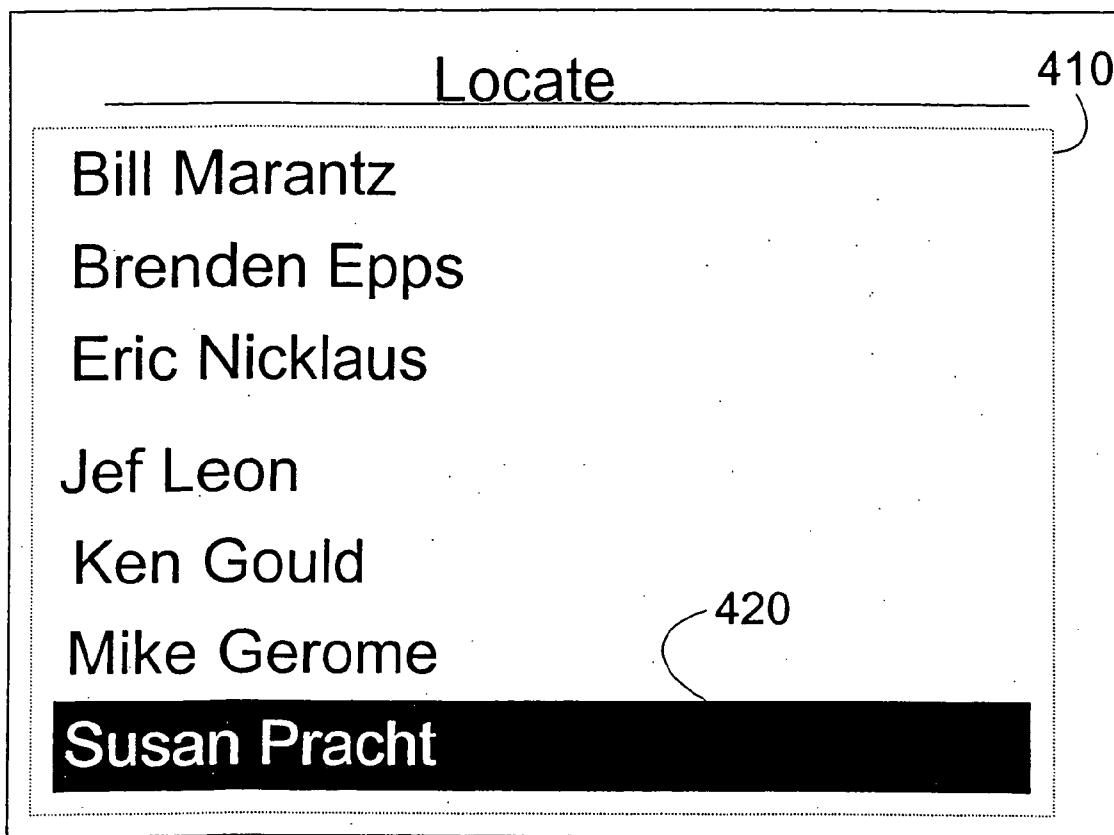 Locate
410
Bill Marantz
Brenden Epps
Eric Nicklaus
Jef Leon
Ken Gould
420
Mike Gerome
Susan Pracht